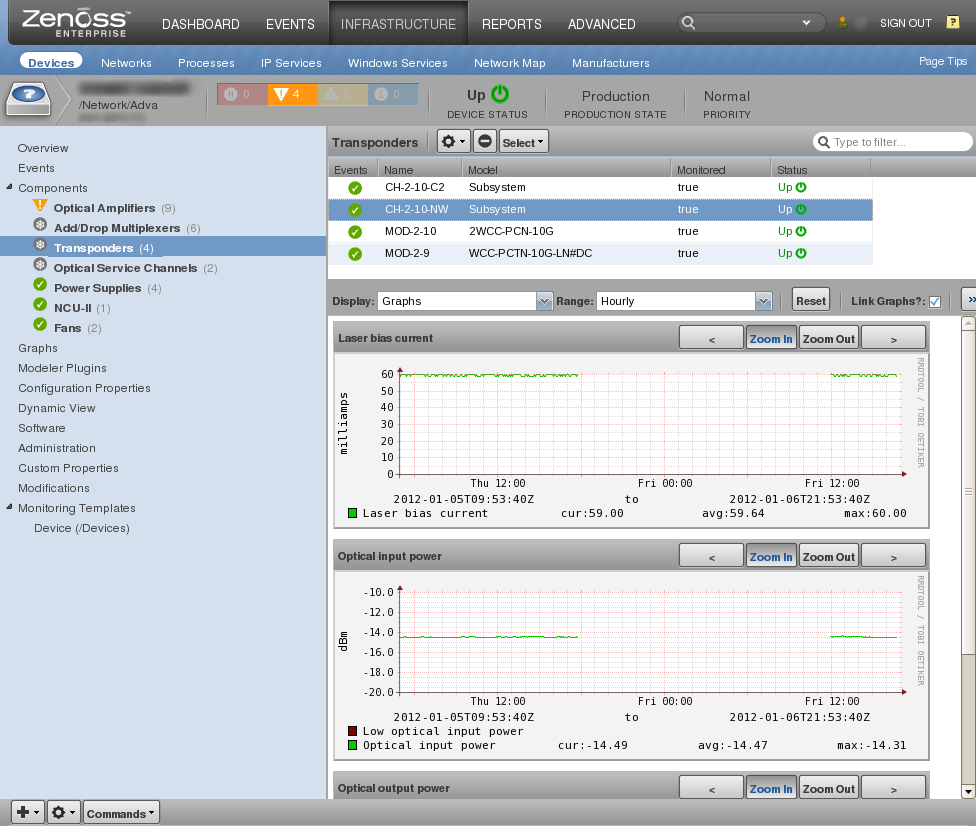 Zenoss
ENTERPRISE
DASHBOARD EVENTS INFRASTRUCTURE REPORTS ADVANCED SIGN OUT ?
Devices Networks Processes IP Services Windows Services Network Map Manufacturers Page Tips
/Network/Adva
0 4 0 0
Up
DEVICE STATUS
Production
PRODUCTION STATE
Normal
PRIORITY
Overview
Events
Components
Optical Amplifiers (9)
Add/Drop Multiplexers (6)
Transponders (4)
Optical Service Channels (2)
Power Supplies (4)
NCU-II (1)
Fans (2)
Graphs
Modeler Plugins
Configuration Properties
Dynamic View
Software
Administration
Custom Properties
Modifications
Monitoring Templates
Device (/Devices)
Commands
Transponders Select Type to filter...
Events Name Model Monitored Status
CH-2-10-C2 Subsystem true Up
CH-2-10-NW Subsystem true Up
MOD-2-10 2WCC-PCN-10G true Up
MOD-2-9 WCC-PCTN-10G-LN#DC true Up
Display: Graphs Range: Hourly Reset Link Graphs?: »
Laser bias current < Zoom In Zoom Out >
milliamps
60
50
40
30
20
10
0
Thu 12:00 Fri 00:00 Fri 12:00
2012-01-05T09:53:40Z to 2012-01-06T21:53:40Z
Laser bias current cur:59.00 avg:59.64 max:60.00
RRDTOOL / TOBI OETIKER
Optical input power < Zoom In Zoom Out >
dBm
-10.0
-12.0
-14.0
-16.0
-18.0
-20.0
Thu 12:00 Fri 00:00 Fri 12:00
2012-01-05T09:53:40Z to 2012-01-06T21:53:40Z
Low optical input power
Optical input power cur:-14.49 avg:-14.47 max:-14.31
RRDTOOL / TOBI OETIKER
Optical output power < Zoom In Zoom Out >